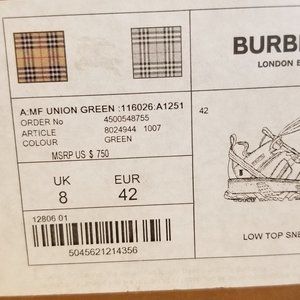 BURBE
LONDON E
A:MF UNION GREEN :116026:A1251
ORDER No 4500548755
ARTICLE 8024944 1007
COLOUR GREEN
MSRP US $ 750
42
UK EUR
8 42
12806 01
5045621214356
LOW TOP SNE